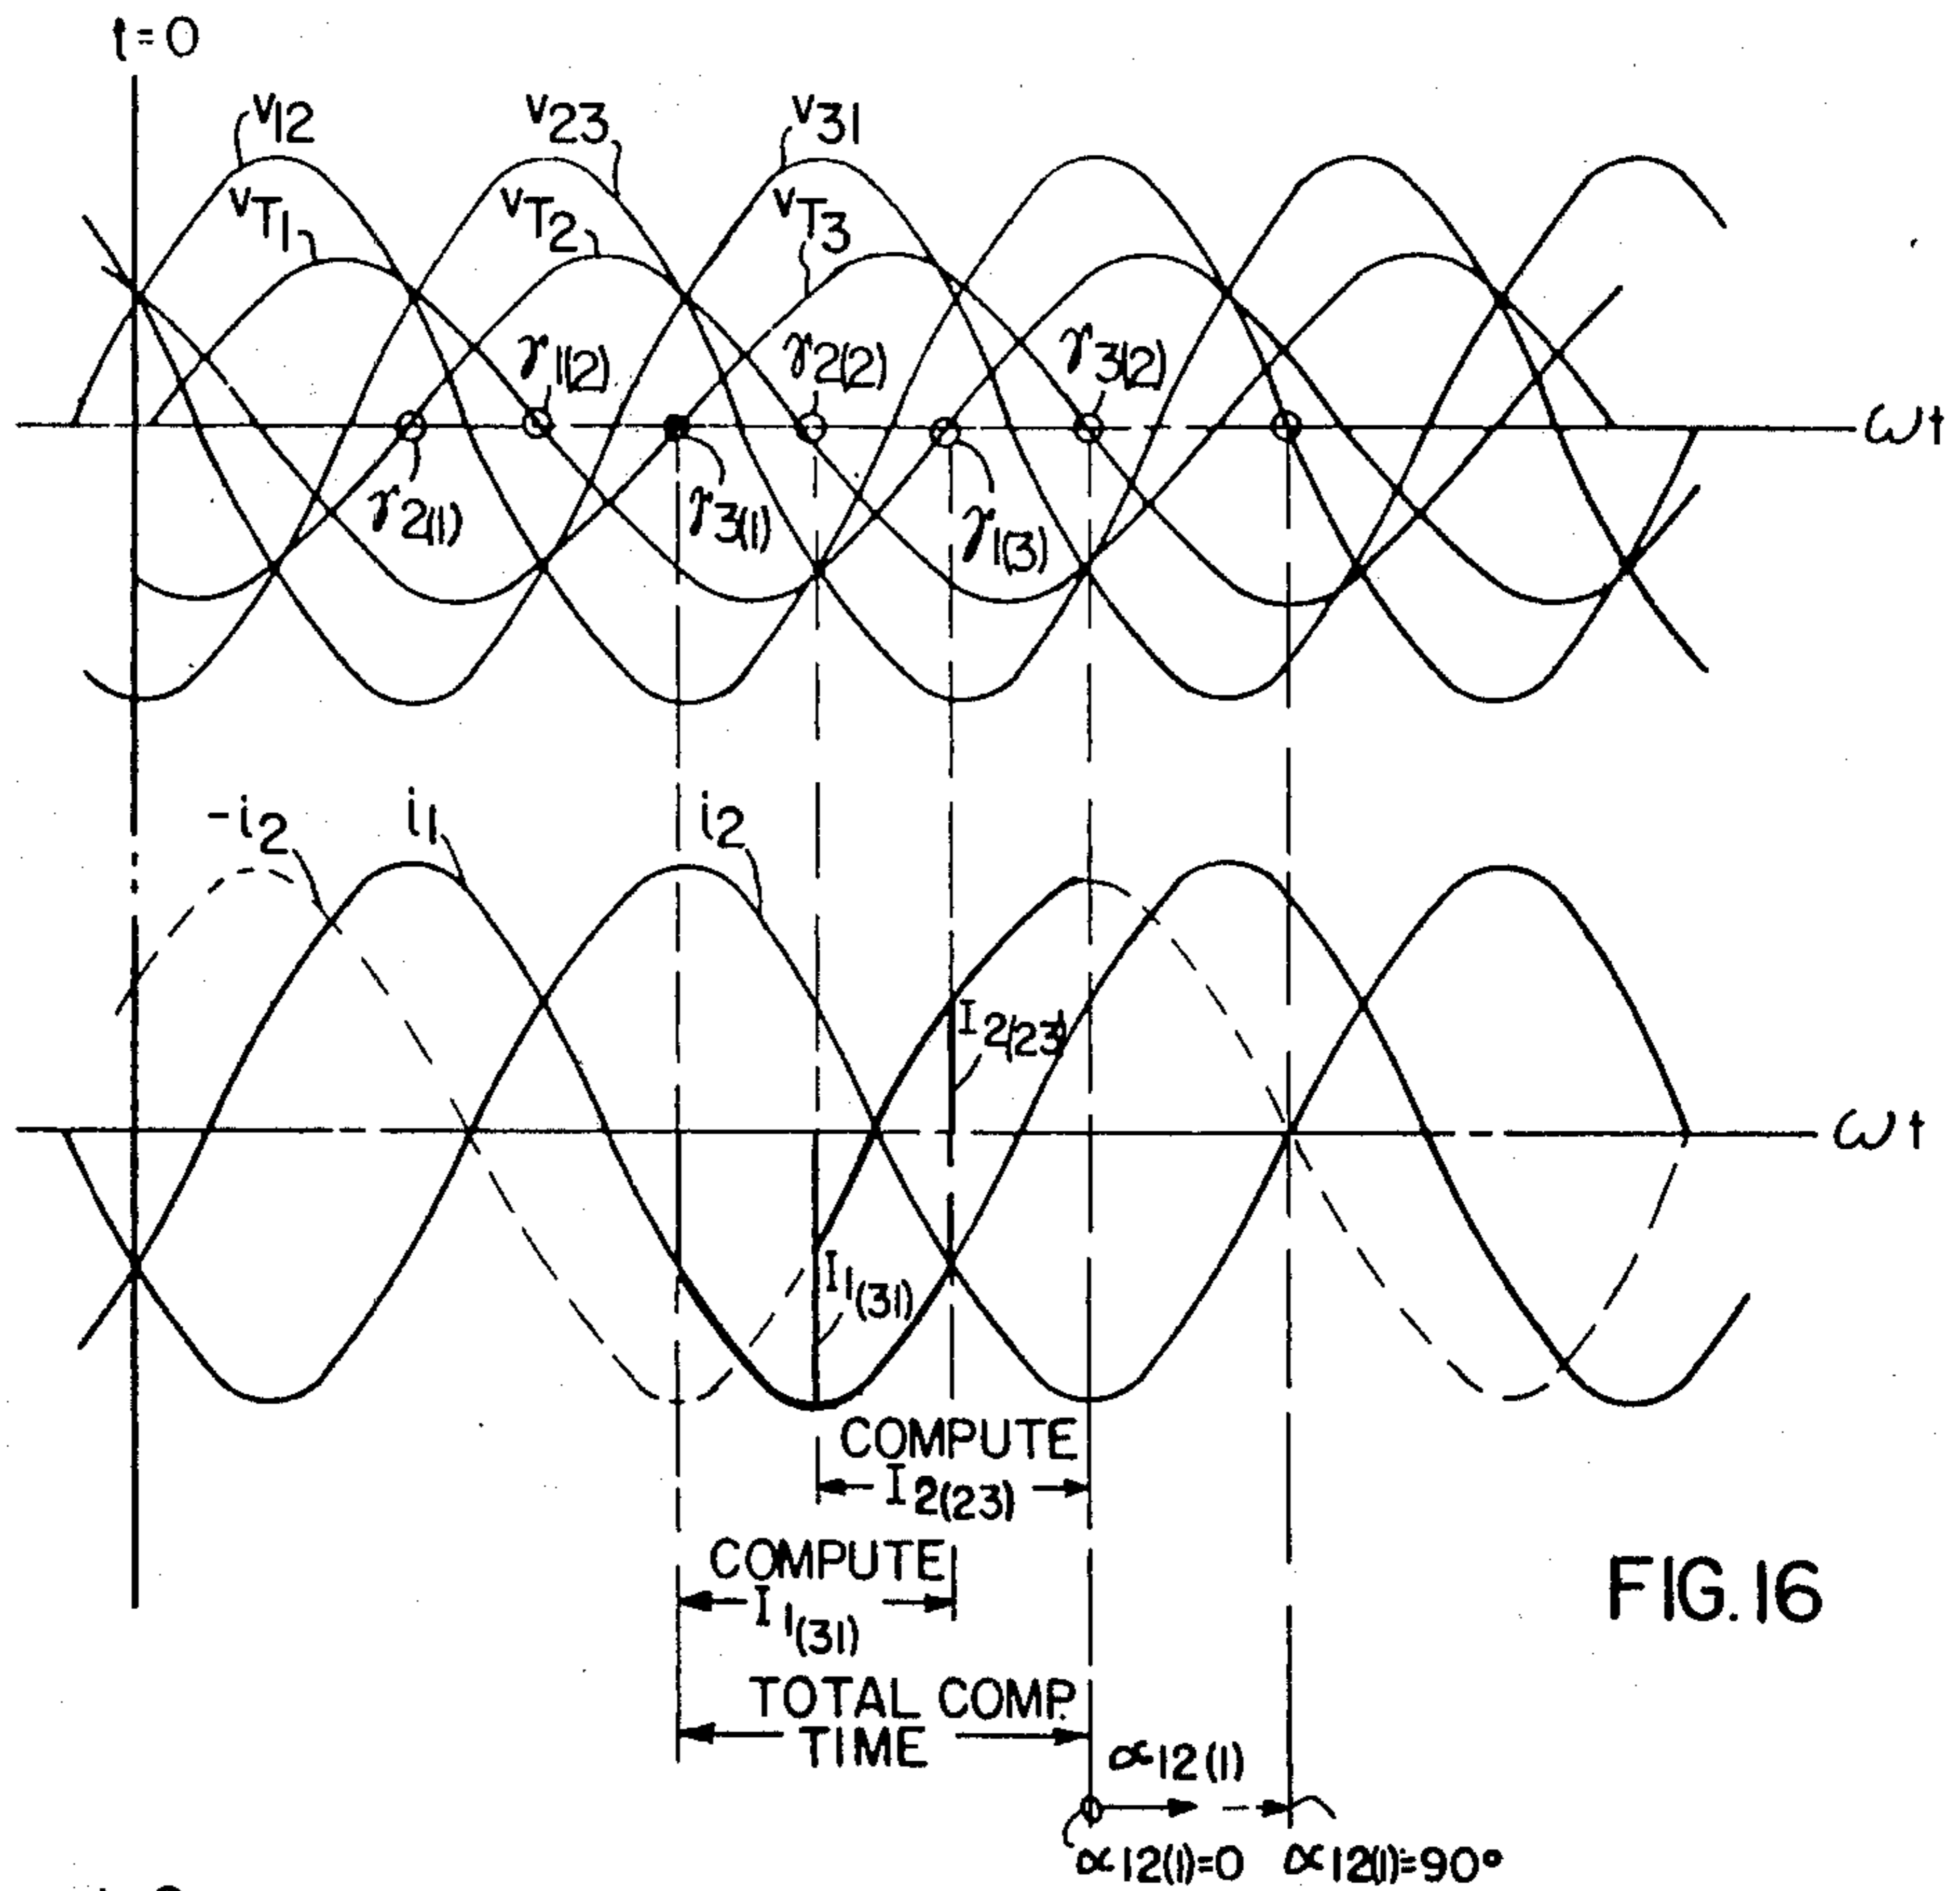 t=0
v12 v23 v31
vT1 vT2 vT3
γ1(2) γ2(2) γ3(2)
ωt
γ2(1) γ3(1) γ1(3)
-i2 i1 i2
I2(23)
ωt
I1(31)
COMPUTE
I2(23)
COMPUTE
I1(31)
FIG.16
TOTAL COMP.
TIME
α12(1)
α12(1)=0 α12(1)=90°